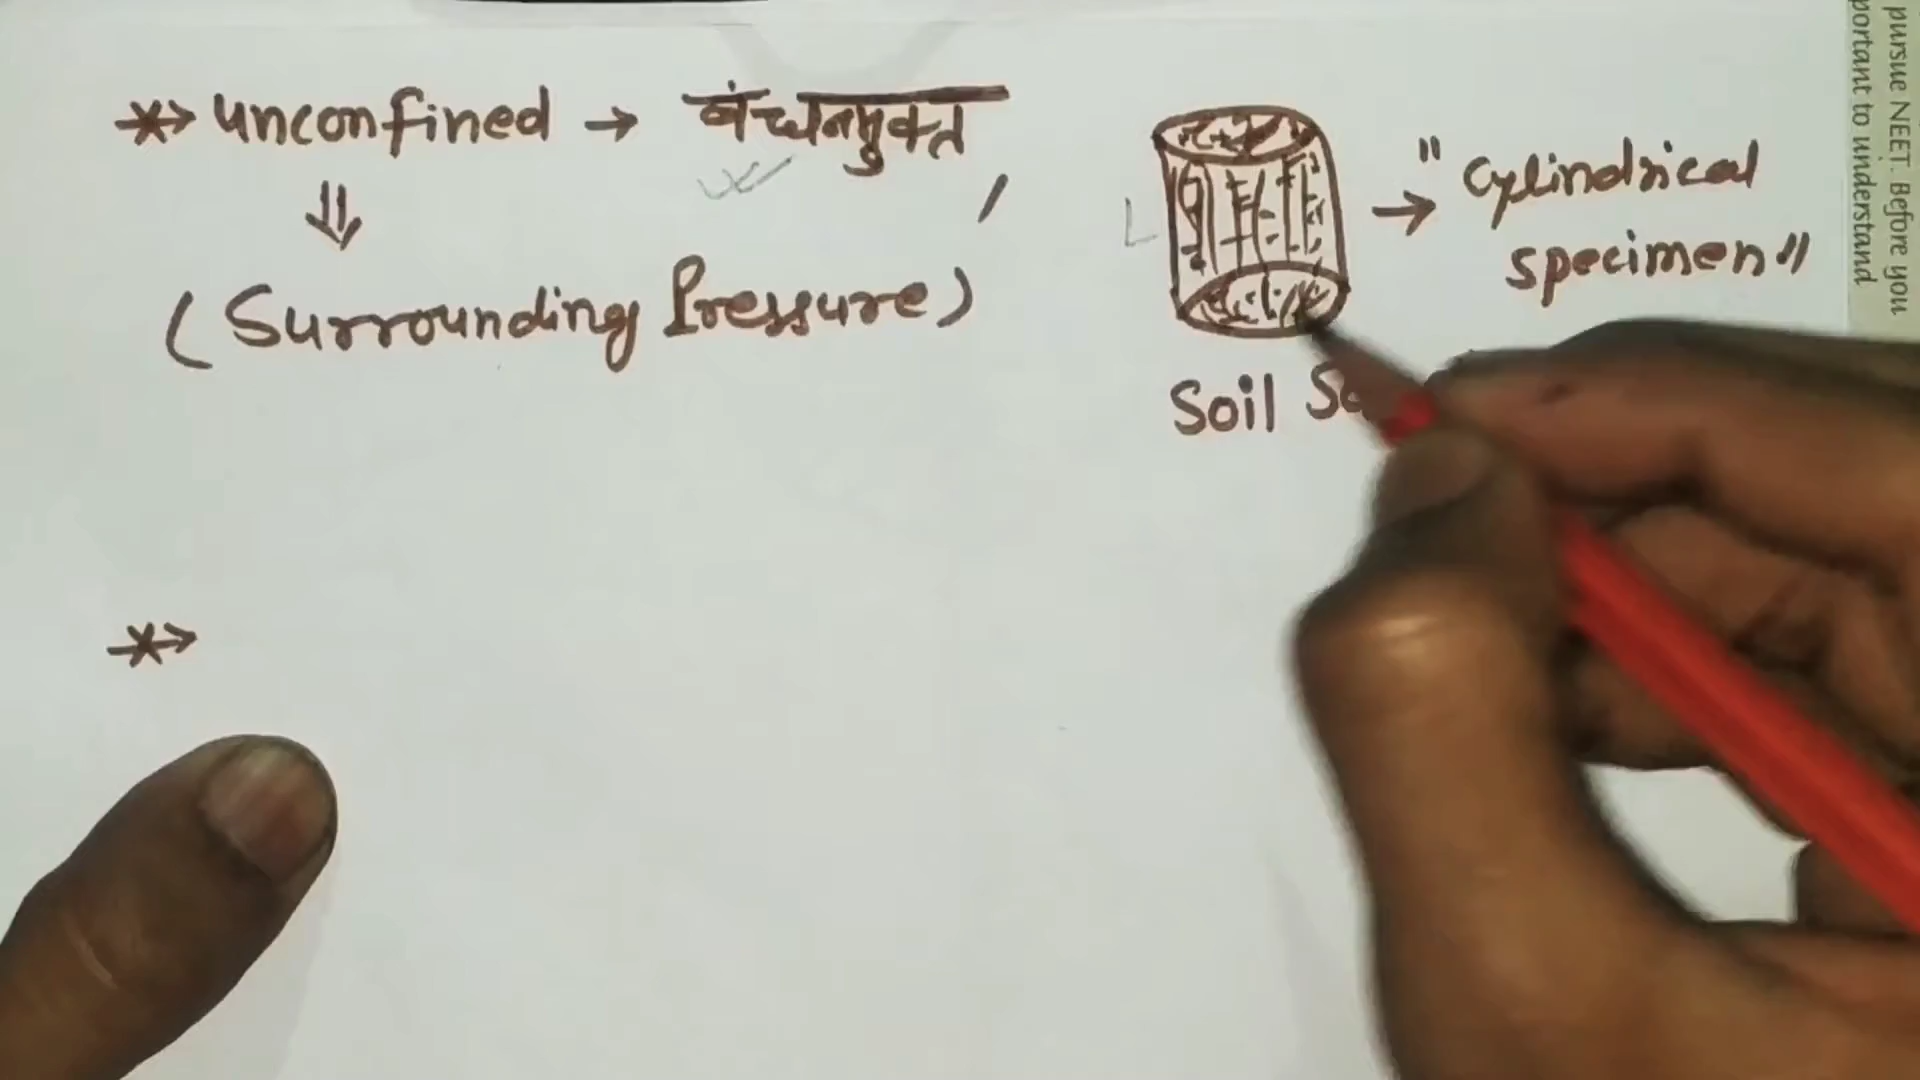 unconfined → बंधनमुक्त
(Surrounding Pressure)
→ "Cylindrical
specimen"
Soil
pursue NEET. Before you
portant to understand